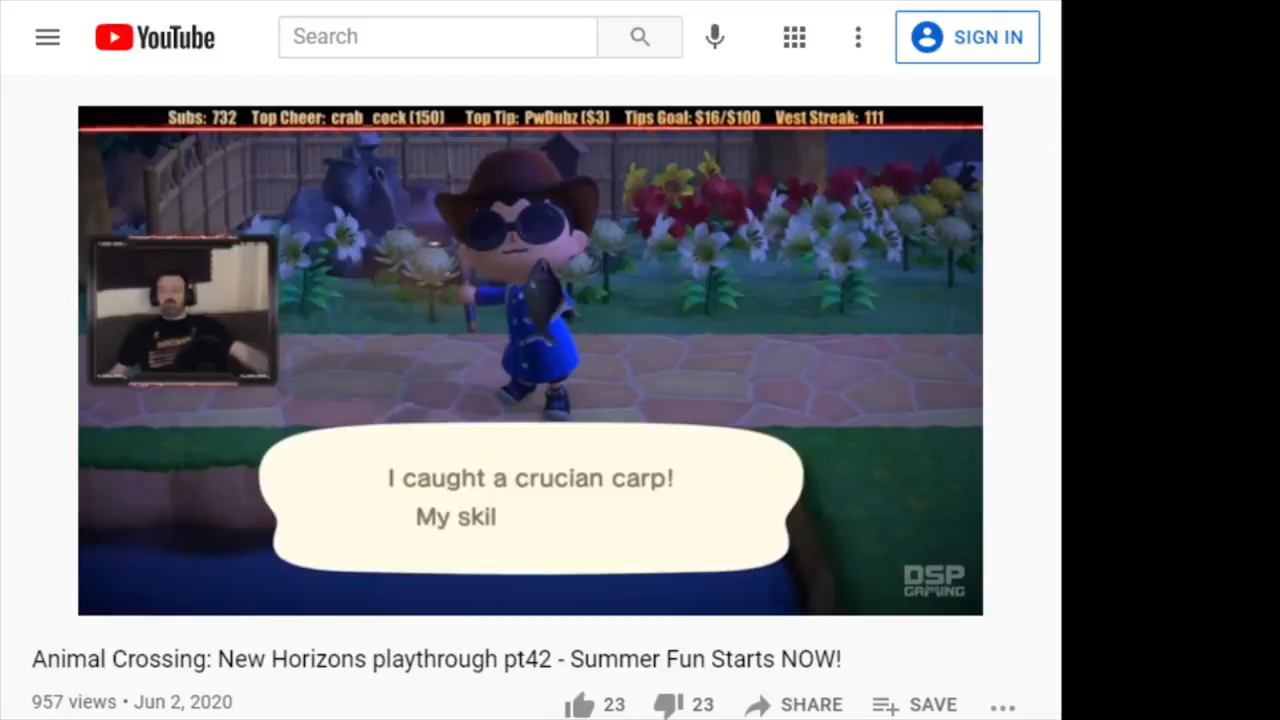 YouTube
Search
SIGN IN
Subs: 732 Top Cheer: crab_cock (150) Top Tip: PwDubz ($3) Tips Goal: $16/$100 Vest Streak: 111
I caught a crucian carp!
My skil
DSP
GAMING
Animal Crossing: New Horizons playthrough pt42 - Summer Fun Starts NOW!
957 views • Jun 2, 2020
23
23
SHARE
SAVE